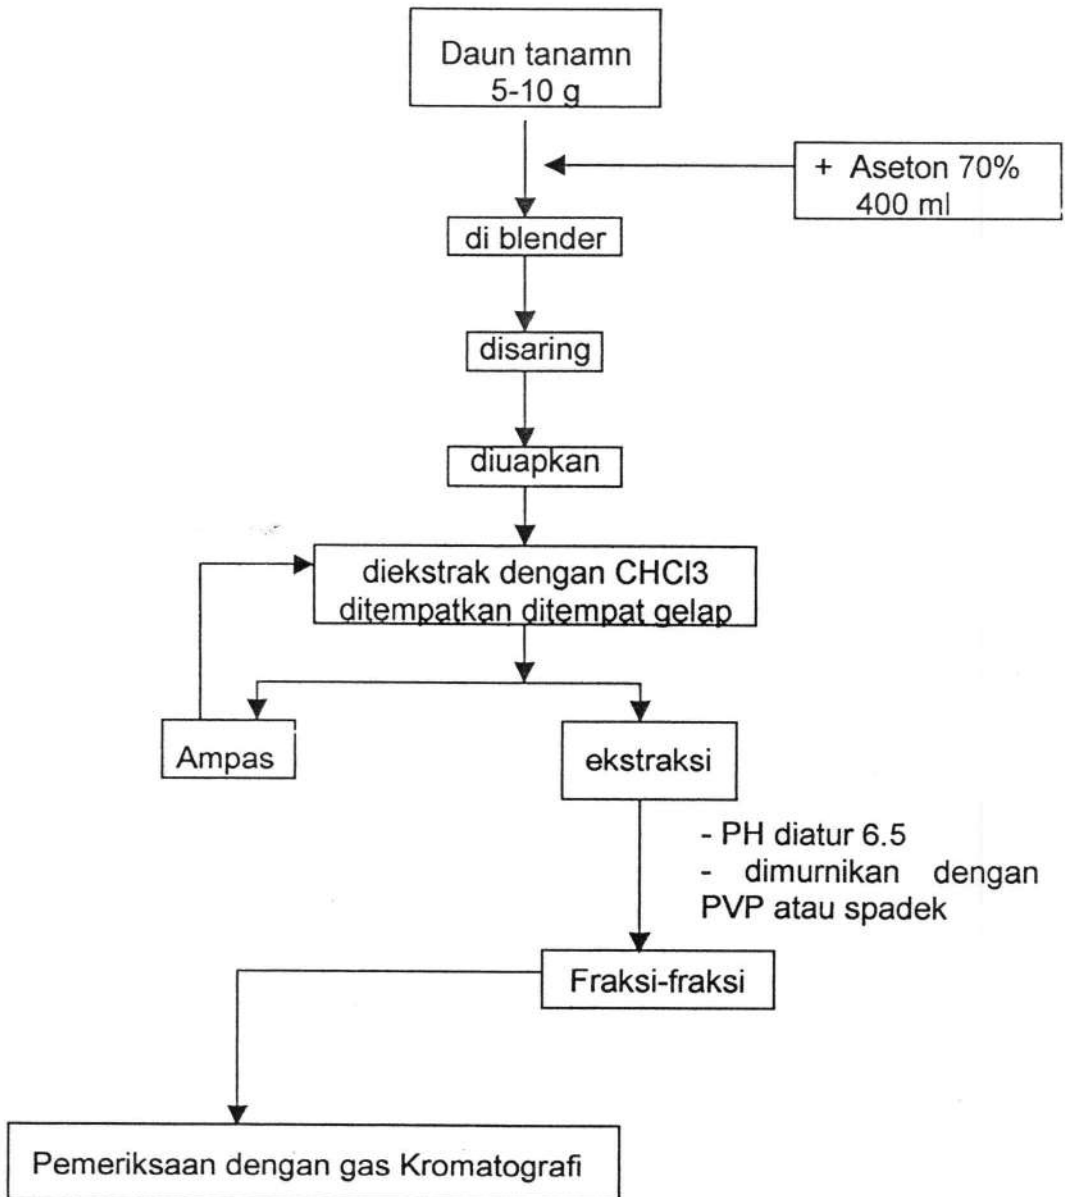 Daun tanamn
5-10 g
+ Aseton 70%
400 ml
di blender
disaring
diuapkan
diekstrak dengan CHCl3
ditempatkan ditempat gelap
Ampas
ekstraksi
- PH diatur 6.5
- dimurnikan dengan
PVP atau spadek
Fraksi-fraksi
Pemeriksaan dengan gas Kromatografi